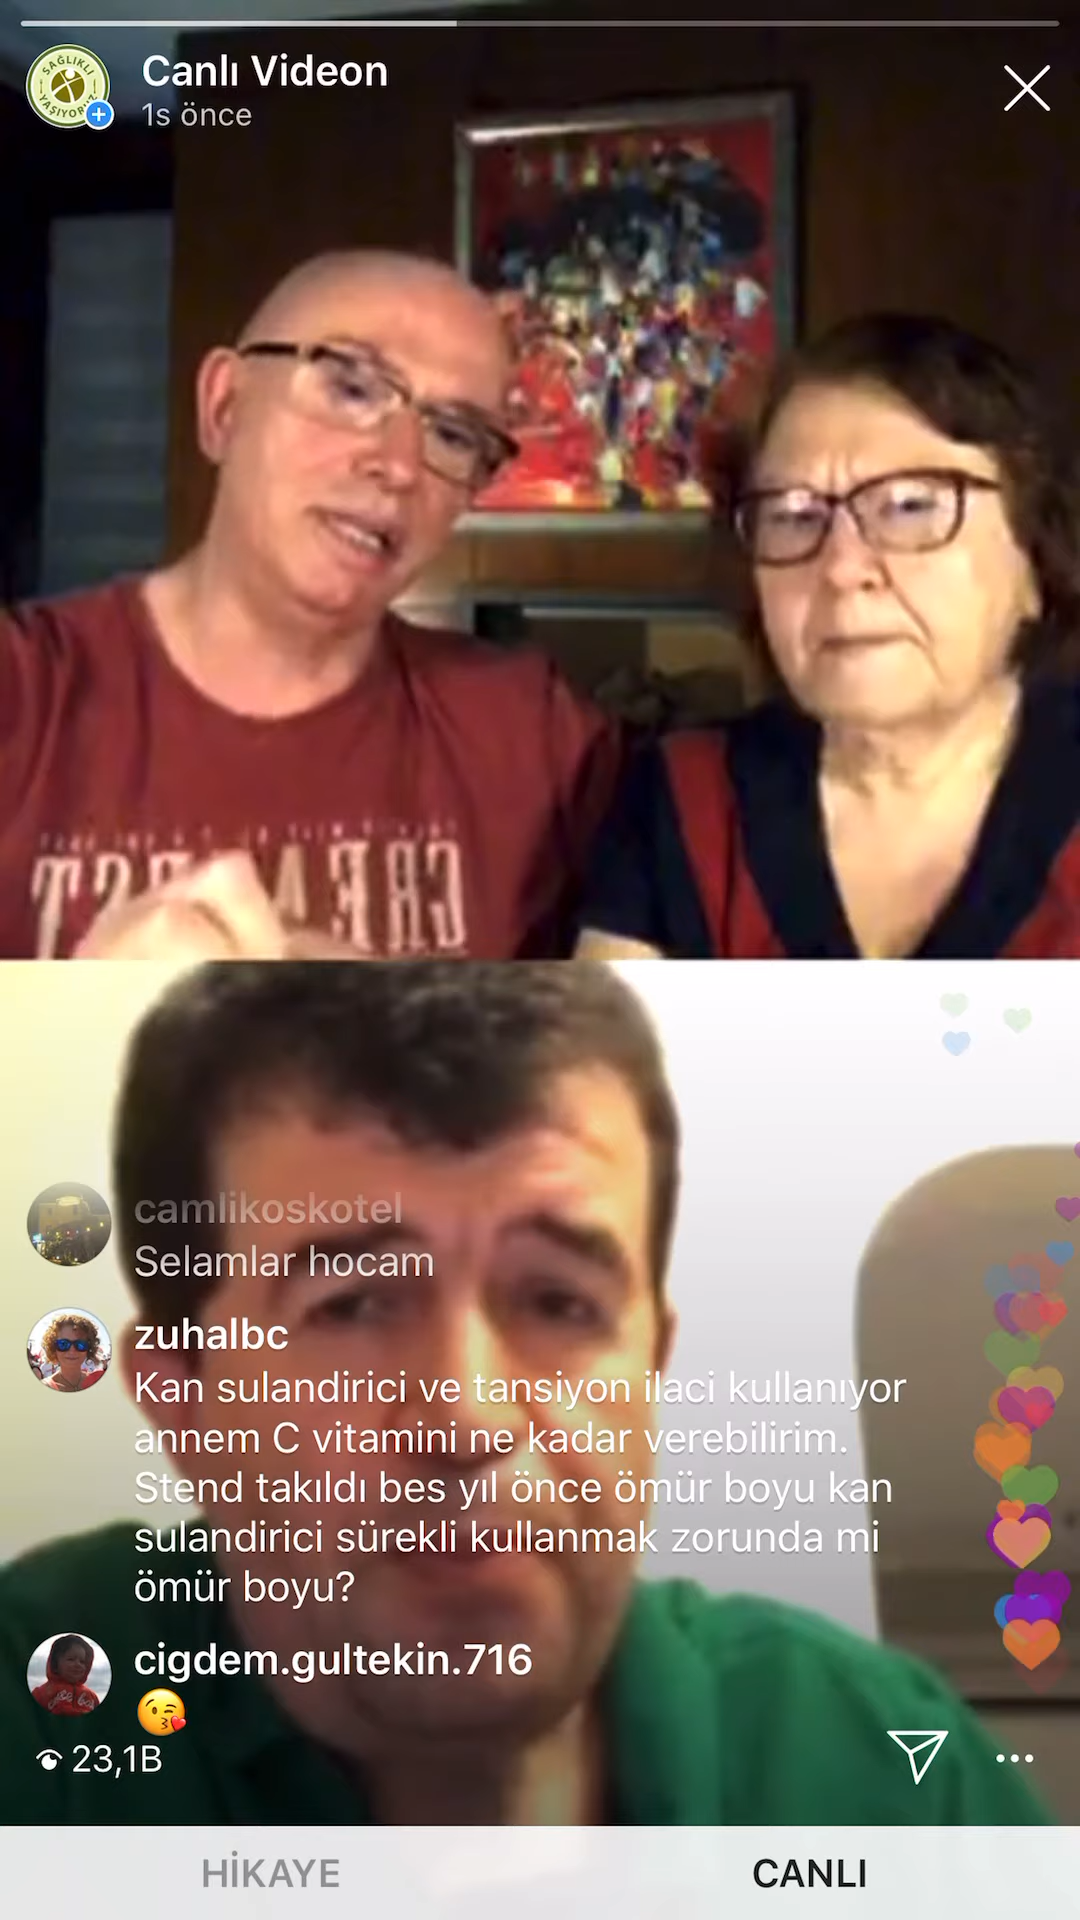 SAĞLIKLI
YAŞIYORUZ
Canlı Videon
1s önce
camlikoskotel
Selamlar hocam
zuhalbc
Kan sulandirici ve tansiyon ilaci kullanıyor
annem C vitamini ne kadar verebilirim.
Stend takıldı bes yıl önce ömür boyu kan
sulandirici sürekli kullanmak zorunda mi
ömür boyu?
cigdem.gultekin.716
😘
23,1B
HİKAYE
CANLI